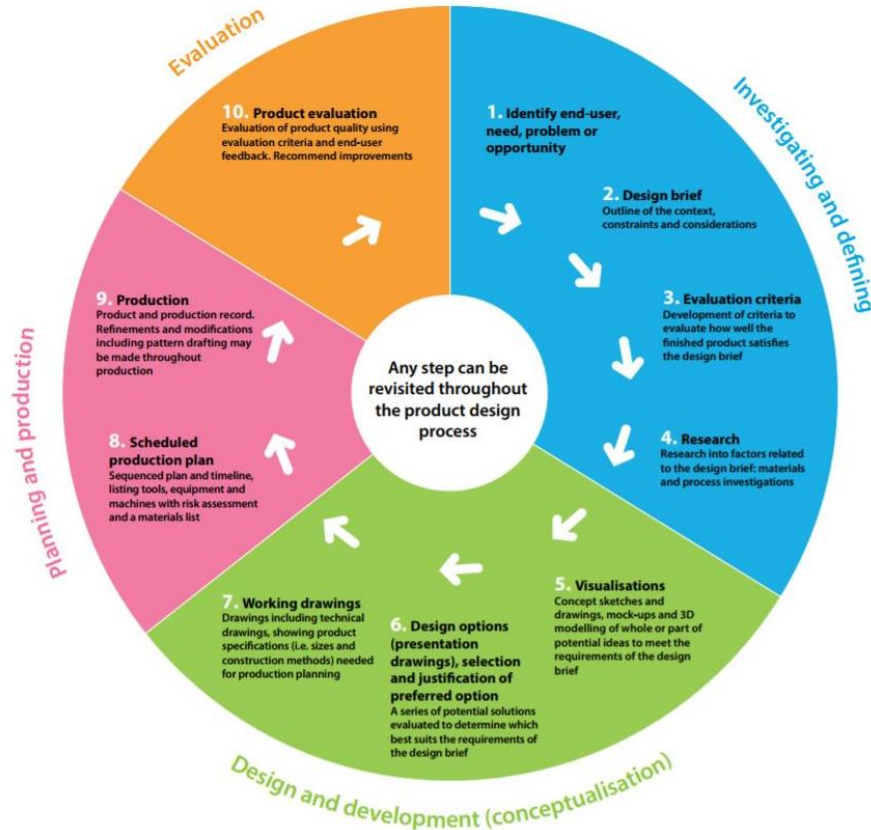 Evaluation
Investigating and defining
10. Product evaluation
Evaluation of product quality using
evaluation criteria and end-user
feedback. Recommend improvements
1. Identify end-user,
need, problem or
opportunity
2. Design brief
Outline of the context,
constraints and considerations
3. Evaluation criteria
Development of criteria to
evaluate how well the
finished product satisfies
the design brief
4. Research
Research into factors related
to the design brief: materials
and process investigations
Any step can be
revisited throughout
the product design
process
5. Visualisations
Concept sketches and
drawings, mock-ups and 3D
modelling of whole or part of
potential ideas to meet the
requirements of the design
brief
6. Design options
(presentation
drawings), selection
and justification of
preferred option
A series of potential solutions
evaluated to determine which
best suits the requirements of
the design brief
7. Working drawings
Drawings including technical
drawings, showing product
specifications (i.e. sizes and
construction methods) needed
for production planning
Design and development (conceptualisation)
8. Scheduled
production plan
Sequenced plan and timeline,
listing tools, equipment and
machines with risk assessment
and a materials list
9. Production
Product and production record.
Refinements and modifications
including pattern drafting may
be made throughout
production
Planning and production